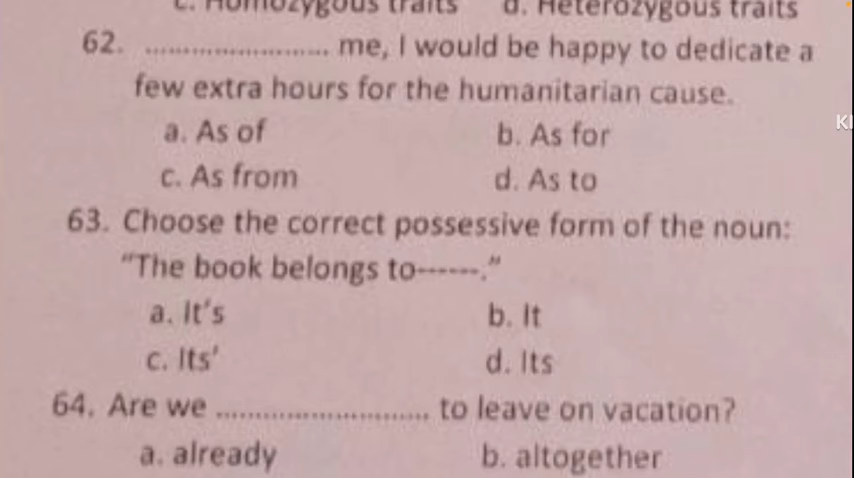 c. Homozygous traits d. Heterozygous traits
62. ........................ me, I would be happy to dedicate a
few extra hours for the humanitarian cause.
a. As of b. As for
c. As from d. As to
63. Choose the correct possessive form of the noun:
"The book belongs to------."
a. It's b. It
c. Its' d. Its
64. Are we ........................... to leave on vacation?
a. already b. altogether